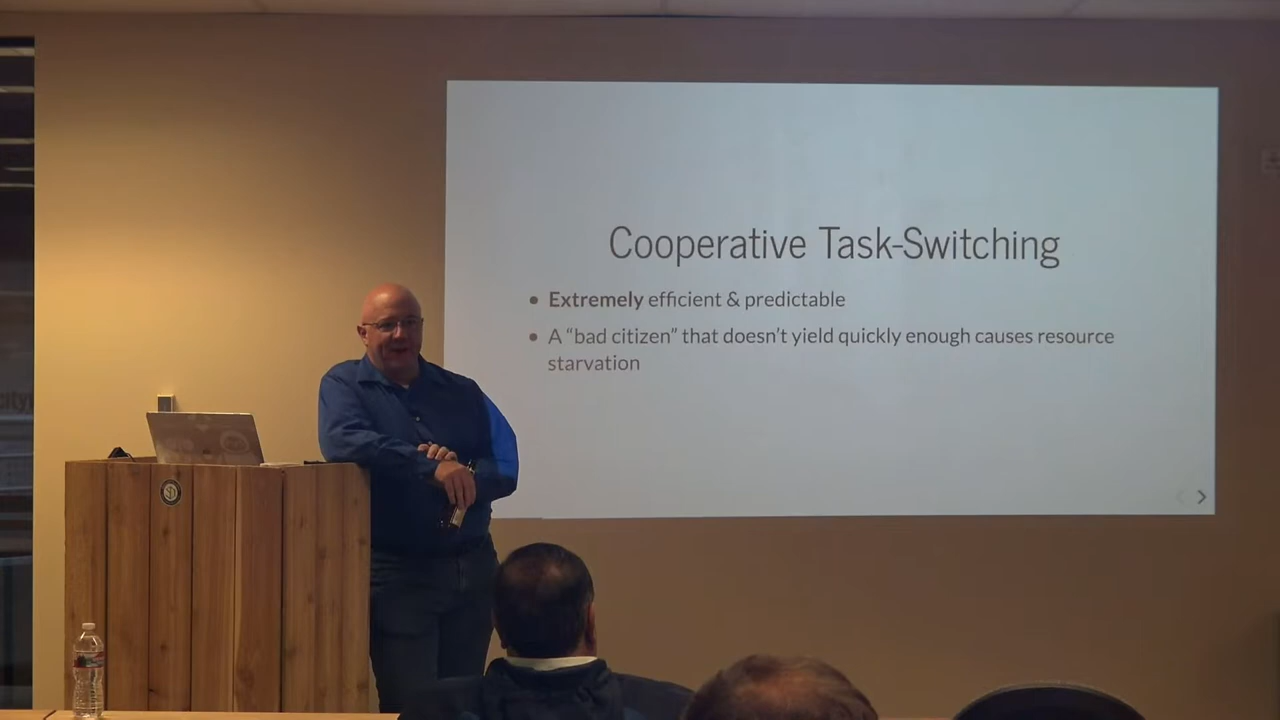 Cooperative Task-Switching
• Extremely efficient & predictable
• A “bad citizen” that doesn’t yield quickly enough causes resource
starvation